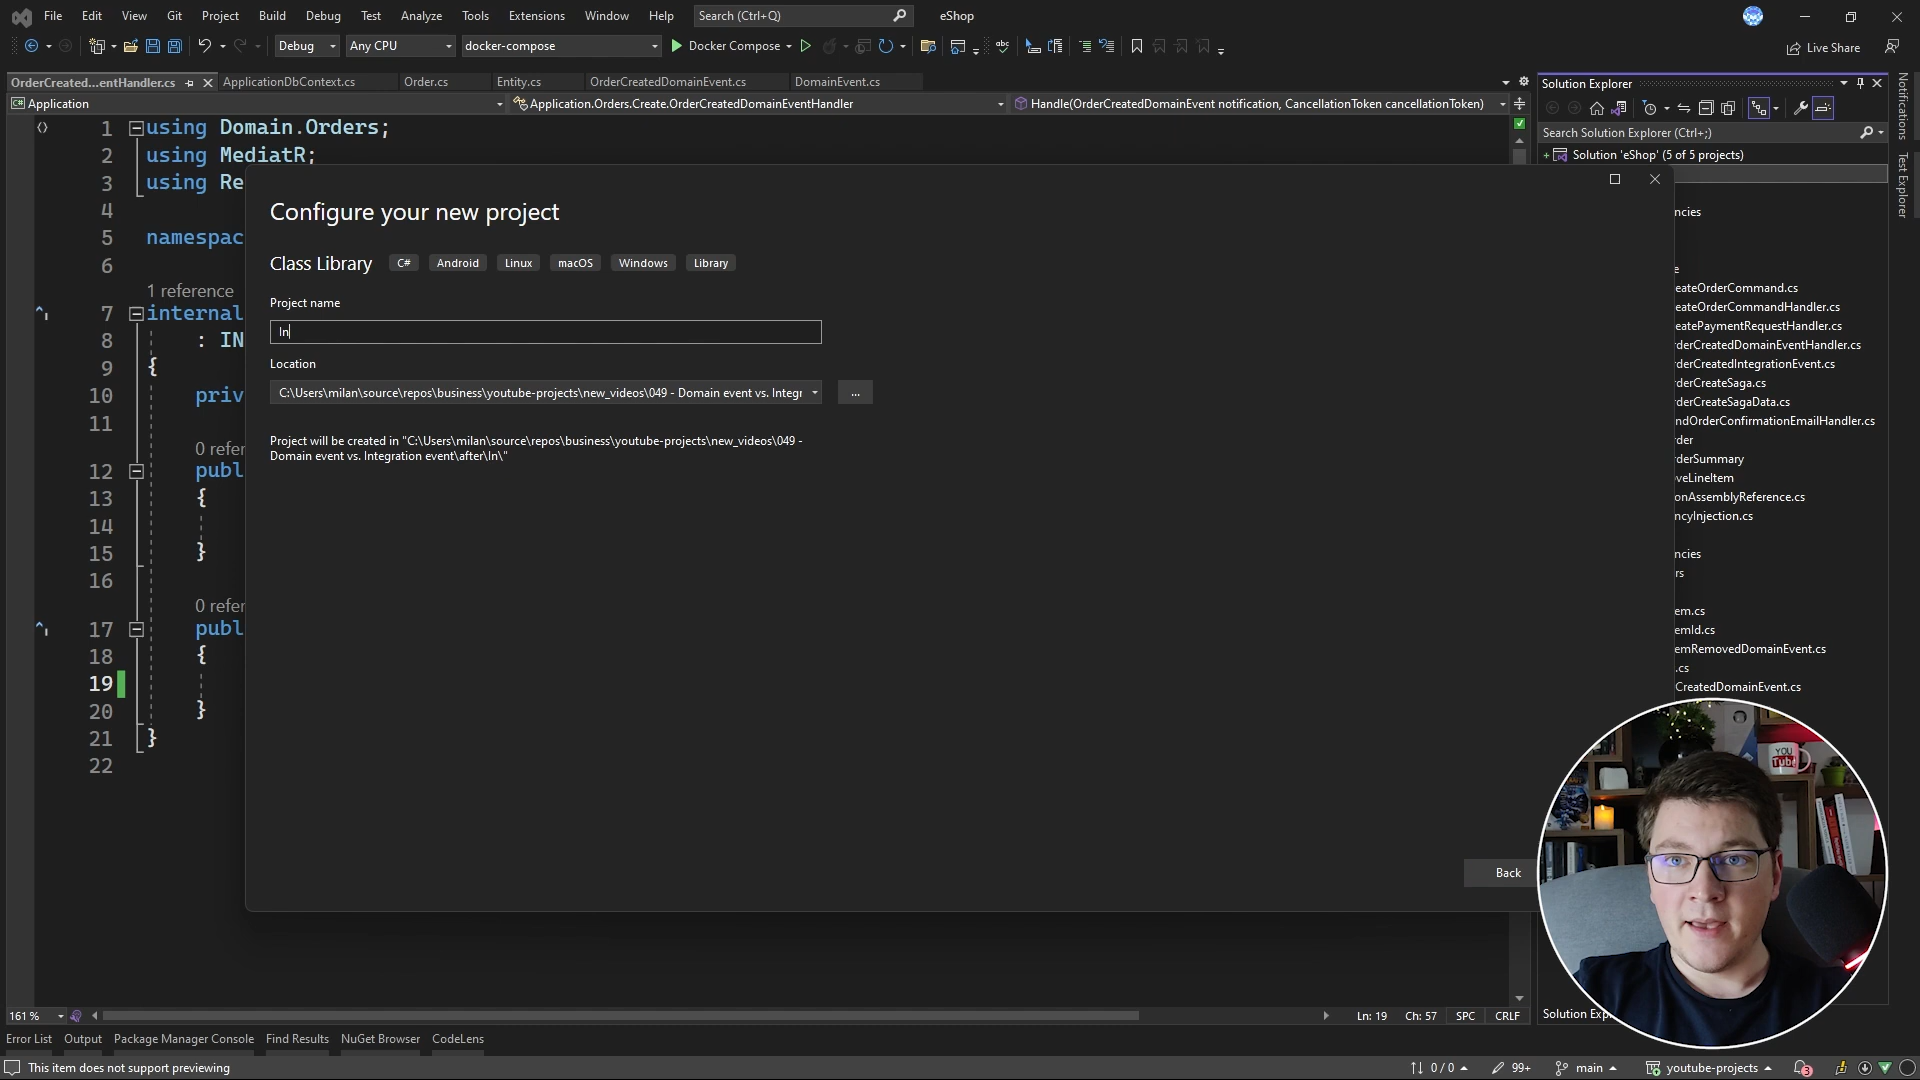 File Edit View Git Project Build Debug Test Analyze Tools Extensions Window Help Search (Ctrl+Q) eShop
Debug Any CPU docker-compose Docker Compose Live Share
OrderCreated...entHandler.cs ApplicationDbContext.cs Order.cs Entity.cs OrderCreatedDomainEvent.cs DomainEvent.cs
Application Application.Orders.Create.OrderCreatedDomainEventHandler Handle(OrderCreatedDomainEvent notification, CancellationToken cancellationToken)
Solution Explorer
Search Solution Explorer (Ctrl+;)
Solution 'eShop' (5 of 5 projects)
Notifications
Test Explorer
1 using Domain.Orders;
2 using MediatR;
3 using Re
4
5 namespac
6
1 reference
7 internal
8 : IN
9 {
10 priv
11
0 refer
12 publ
13 {
14
15 }
16
0 refer
17 publ
18 {
19
20 }
21 }
22
Configure your new project
Class Library C# Android Linux macOS Windows Library
Project name
In
Location
C:\Users\milan\source\repos\business\youtube-projects\new_videos\049 - Domain event vs. Integr
...
Project will be created in "C:\Users\milan\source\repos\business\youtube-projects\new_videos\049 -
Domain event vs. Integration event\after\In\"
Back
ncies
e
eateOrderCommand.cs
eateOrderCommandHandler.cs
eatePaymentRequestHandler.cs
rderCreatedDomainEventHandler.cs
rderCreatedIntegrationEvent.cs
rderCreateSaga.cs
rderCreateSagaData.cs
ndOrderConfirmationEmailHandler.cs
rder
rderSummary
oveLineItem
onAssemblyReference.cs
ncyInjection.cs
ncies
rs
em.cs
emId.cs
emRemovedDomainEvent.cs
.cs
CreatedDomainEvent.cs
YOU
Tube
161 % Ln: 19 Ch: 57 SPC CRLF
Solution Exp
Error List Output Package Manager Console Find Results NuGet Browser CodeLens
This item does not support previewing 0 / 0 99+ main youtube-projects 3